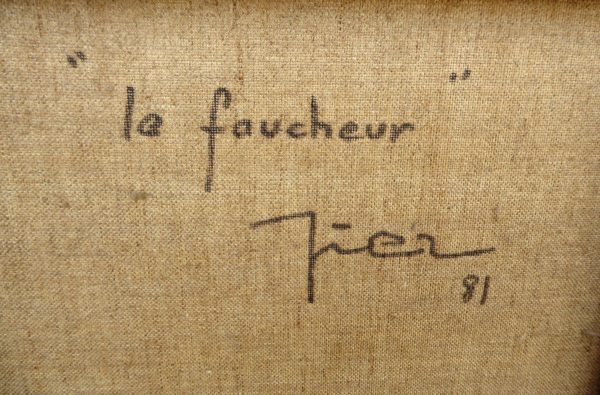 " le faucheur "
81